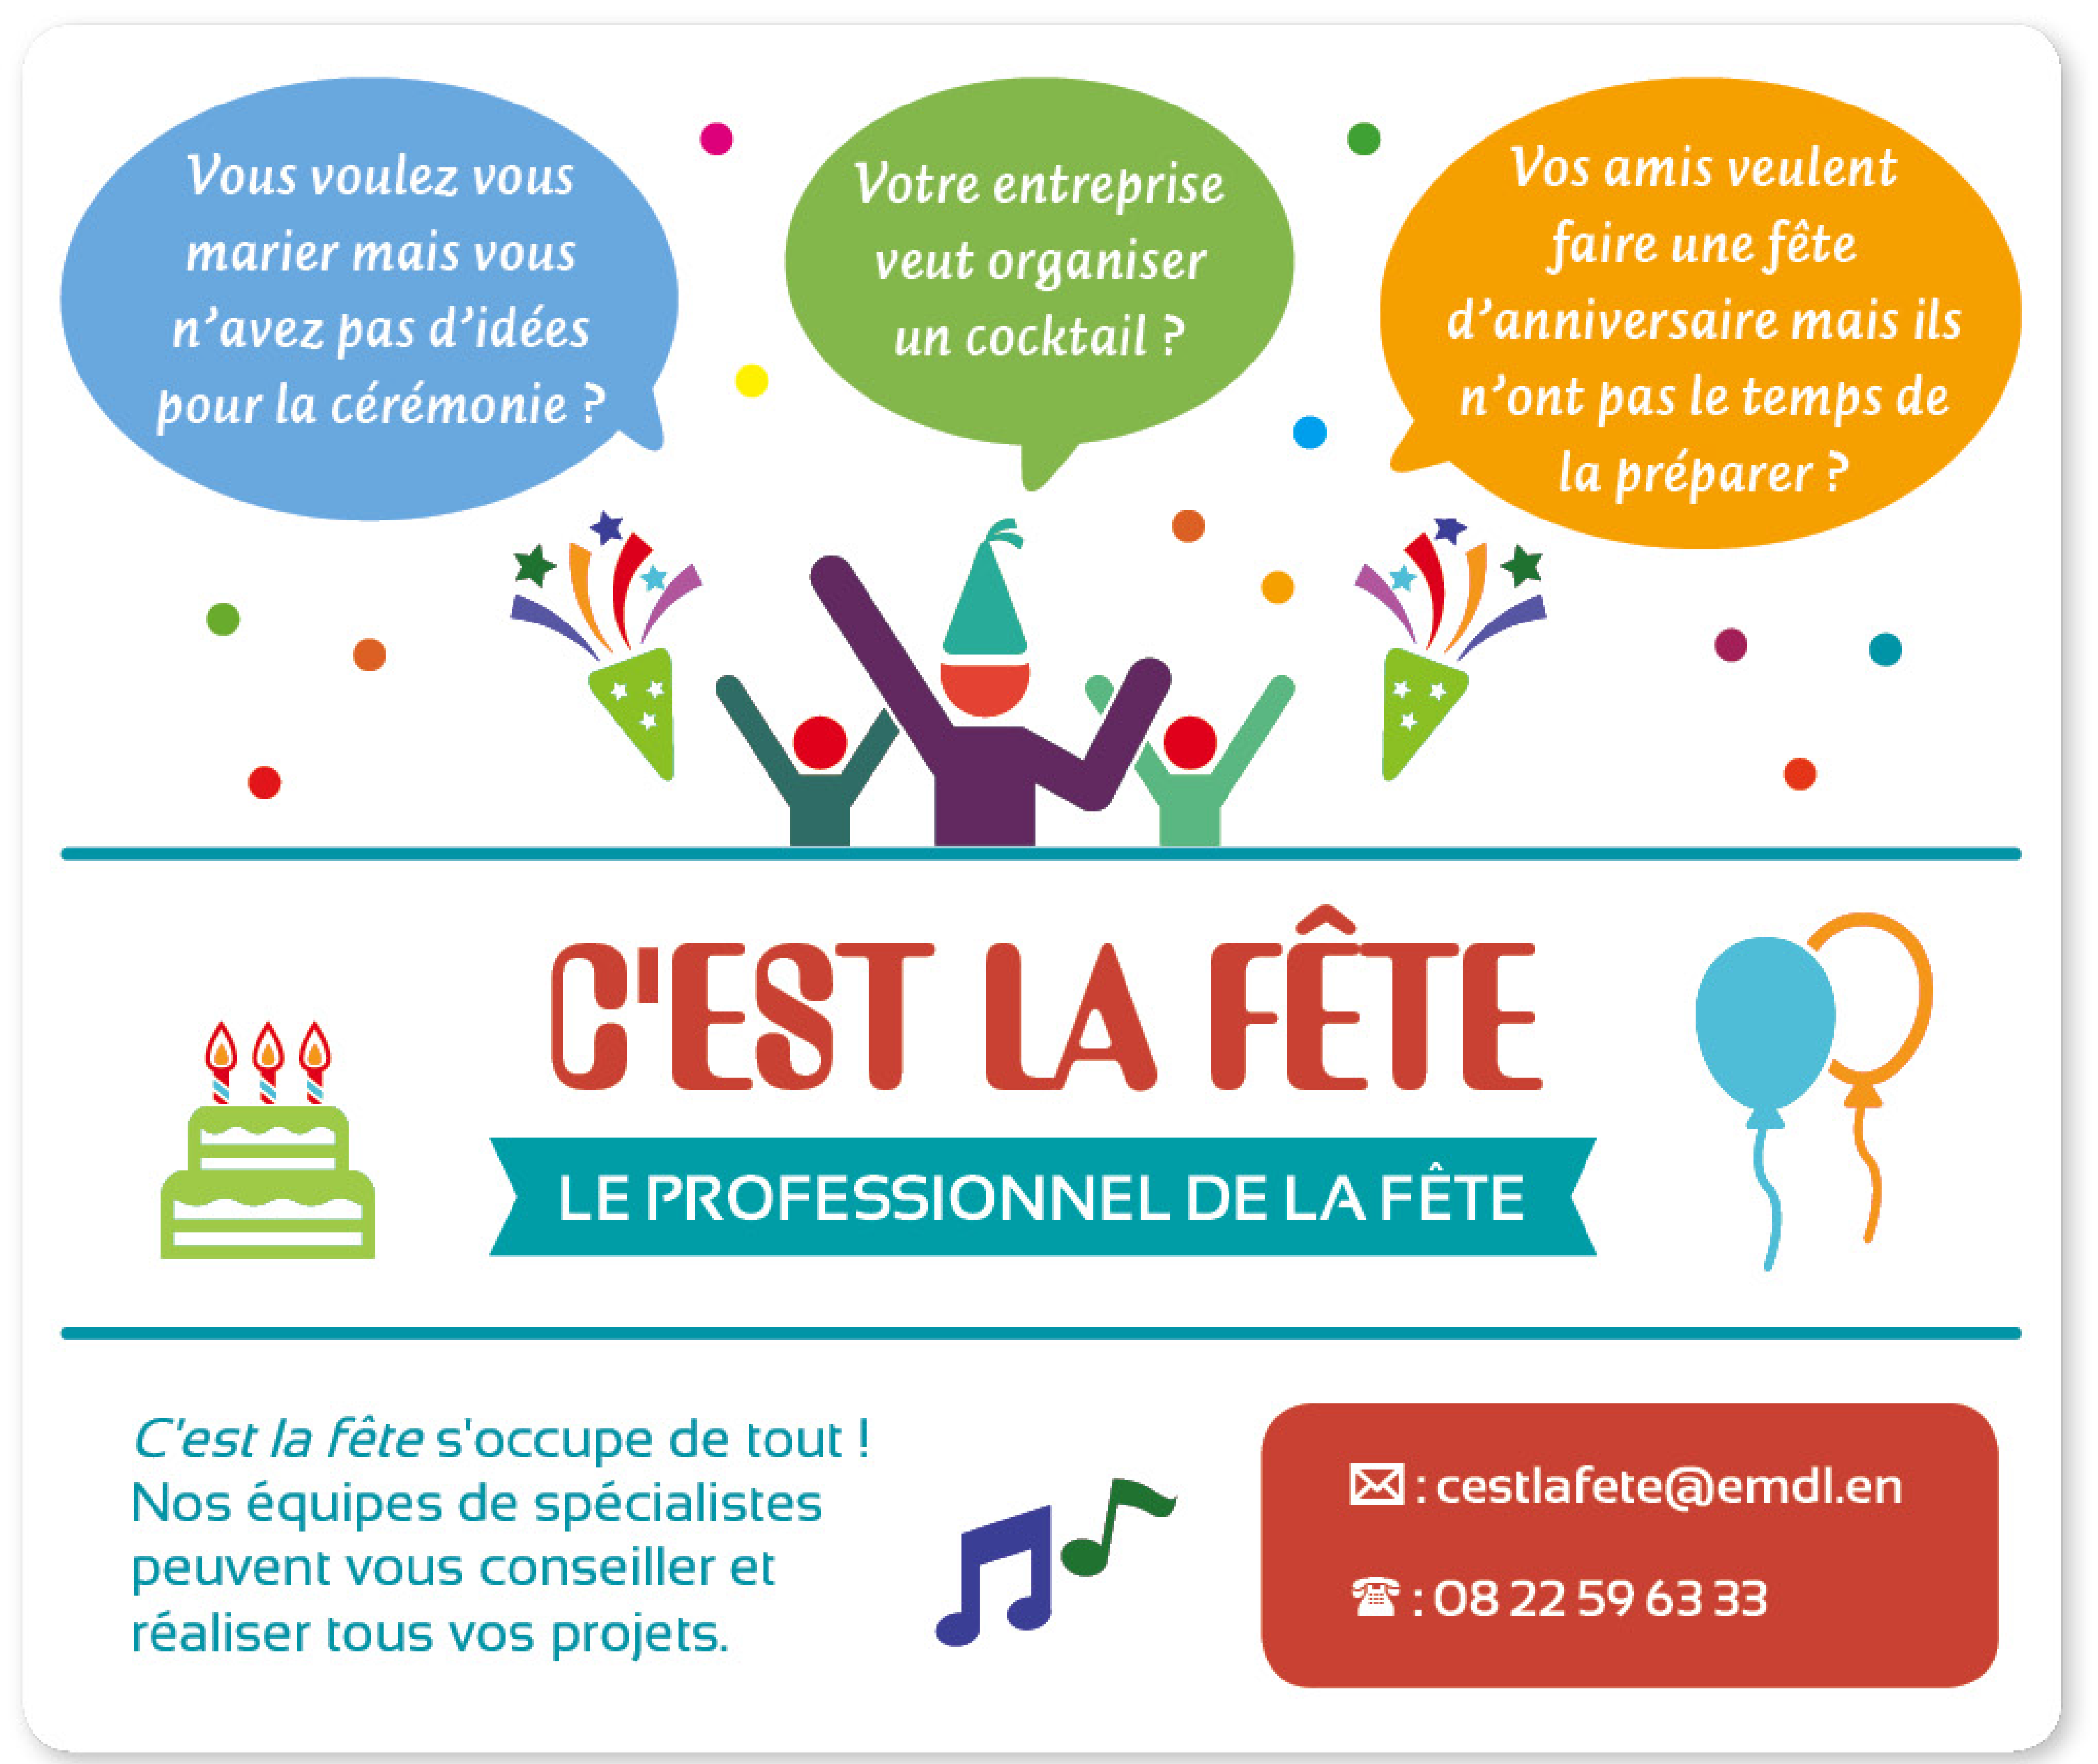 Vous voulez vous
marier mais vous
n’avez pas d’idées
pour la cérémonie ?
Votre entreprise
veut organiser
un cocktail ?
Vos amis veulent
faire une fête
d’anniversaire mais ils
n’ont pas le temps de
la préparer ?
C'EST LA FÊTE
LE PROFESSIONNEL DE LA FÊTE
C'est la fête s'occupe de tout !
Nos équipes de spécialistes
peuvent vous conseiller et
réaliser tous vos projets.
: cestlafete@emdl.en
: 08 22 59 63 33